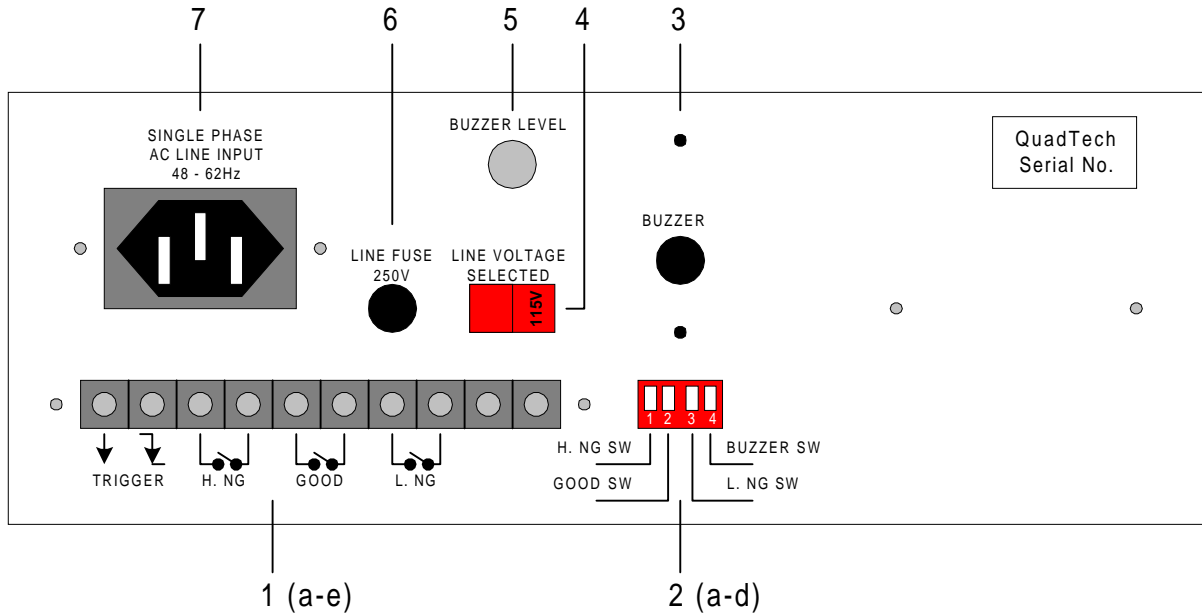 7
6
5
4
3
SINGLE PHASE
AC LINE INPUT
48 - 62Hz
BUZZER LEVEL
QuadTech
Serial No.
BUZZER
LINE FUSE
250V
LINE VOLTAGE
SELECTED
115V
1 2 3 4
TRIGGER
H. NG
GOOD
L. NG
H. NG SW
GOOD SW
BUZZER SW
L. NG SW
1 (a-e)
2 (a-d)